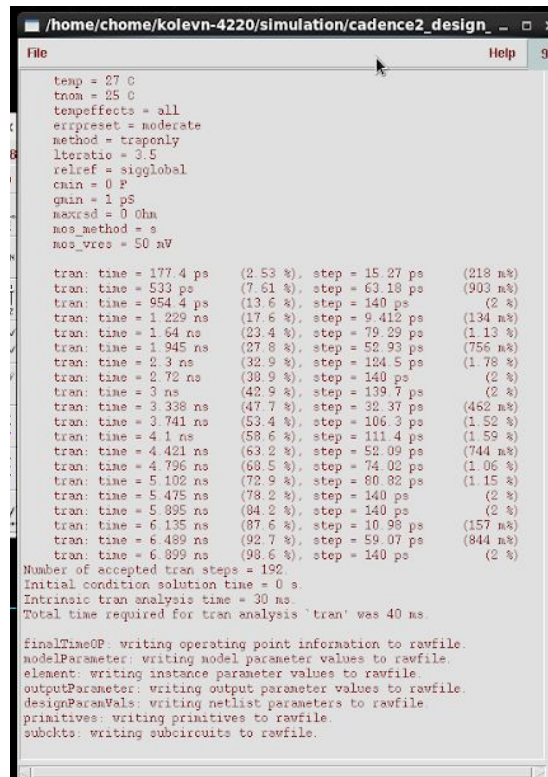 /home/chome/kolevn-4220/simulation/cadence2_design_
File Help 9
temp = 27 C
tnom = 25 C
tempeffects = all
errpreset = moderate
method = traponly
lteratio = 3.5
relref = sigglobal
cmin = 0 F
gmin = 1 pS
maxrsd = 0 Ohm
mos_method = s
mos_vres = 50 mV
tran: time = 177.4 ps (2.53 %), step = 15.27 ps (218 m%)
tran: time = 533 ps (7.61 %), step = 63.18 ps (903 m%)
tran: time = 954.4 ps (13.6 %), step = 140 ps (2 %)
tran: time = 1.229 ns (17.6 %), step = 9.412 ps (134 m%)
tran: time = 1.64 ns (23.4 %), step = 79.29 ps (1.13 %)
tran: time = 1.945 ns (27.8 %), step = 52.93 ps (756 m%)
tran: time = 2.3 ns (32.9 %), step = 124.5 ps (1.78 %)
tran: time = 2.72 ns (38.9 %), step = 140 ps (2 %)
tran: time = 3 ns (42.9 %), step = 139.7 ps (2 %)
tran: time = 3.338 ns (47.7 %), step = 32.37 ps (462 m%)
tran: time = 3.741 ns (53.4 %), step = 106.3 ps (1.52 %)
tran: time = 4.1 ns (58.6 %), step = 111.4 ps (1.59 %)
tran: time = 4.421 ns (63.2 %), step = 52.09 ps (744 m%)
tran: time = 4.796 ns (68.5 %), step = 74.02 ps (1.06 %)
tran: time = 5.102 ns (72.9 %), step = 80.82 ps (1.15 %)
tran: time = 5.475 ns (78.2 %), step = 140 ps (2 %)
tran: time = 5.895 ns (84.2 %), step = 140 ps (2 %)
tran: time = 6.135 ns (87.6 %), step = 10.98 ps (157 m%)
tran: time = 6.489 ns (92.7 %), step = 59.07 ps (844 m%)
tran: time = 6.899 ns (98.6 %), step = 140 ps (2 %)
Number of accepted tran steps = 192.
Initial condition solution time = 0 s.
Intrinsic tran analysis time = 30 ms.
Total time required for tran analysis `tran' was 40 ms.
finalTimeOP: writing operating point information to rawfile.
modelParameter: writing model parameter values to rawfile.
element: writing instance parameter values to rawfile.
outputParameter: writing output parameter values to rawfile.
designParamVals: writing netlist parameters to rawfile.
primitives: writing primitives to rawfile.
subckts: writing subcircuits to rawfile.